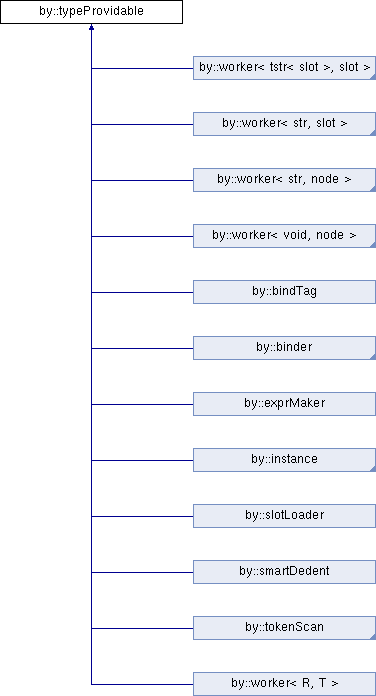 by::typeProvidable
by::worker< tstr< slot >, slot >
by::worker< str, slot >
by::worker< str, node >
by::worker< void, node >
by::bindTag
by::binder
by::exprMaker
by::instance
by::slotLoader
by::smartDedent
by::tokenScan
by::worker< R, T >